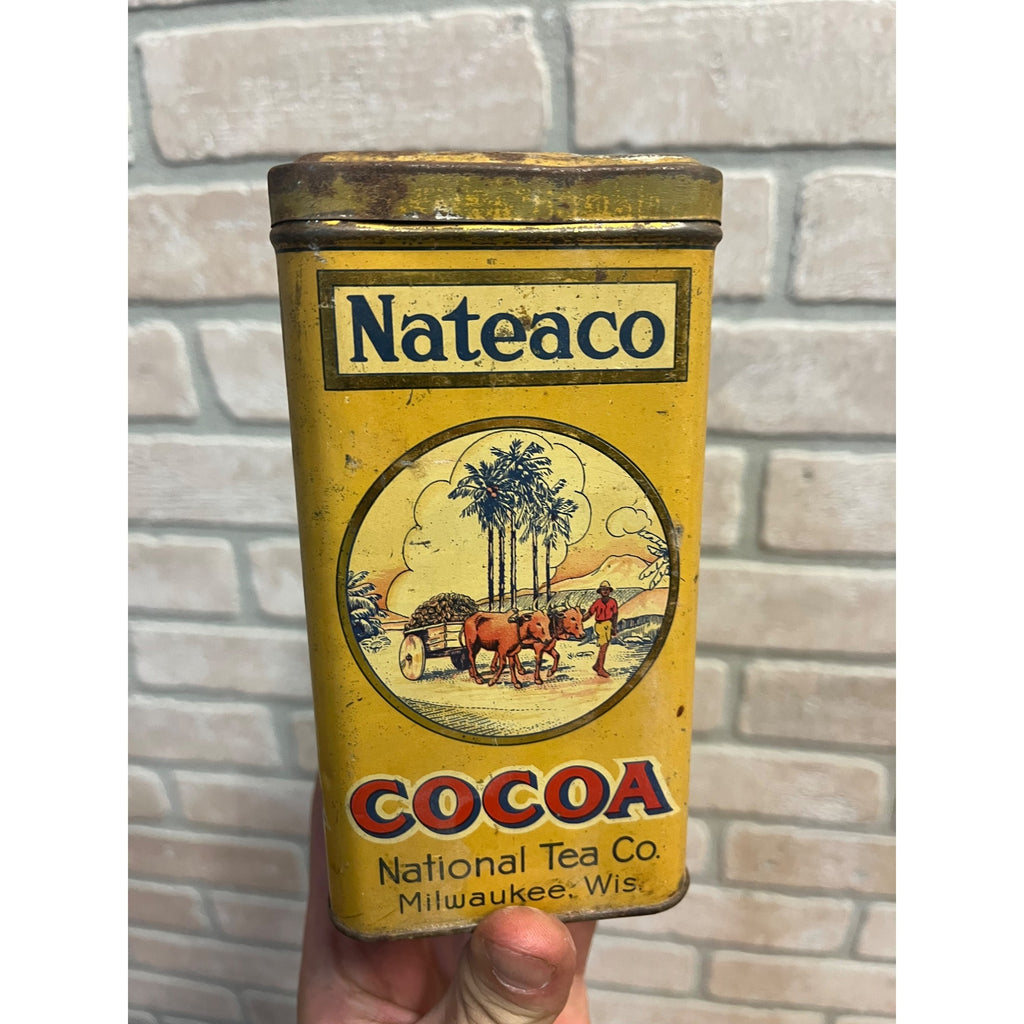 Nateaco
COCOA
National Tea Co.
Milwaukee, Wis.